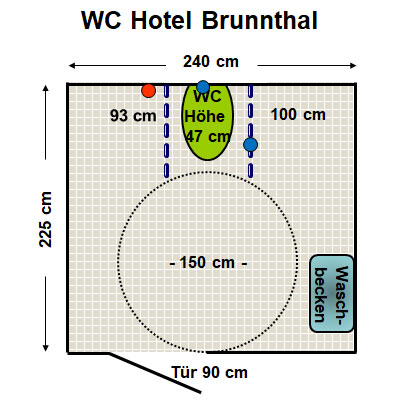 WC Hotel Brunnthal
240 cm
93 cm
WC
Höhe
47 cm
100 cm
225 cm
- 150 cm -
Wasch-
becken
Tür 90 cm